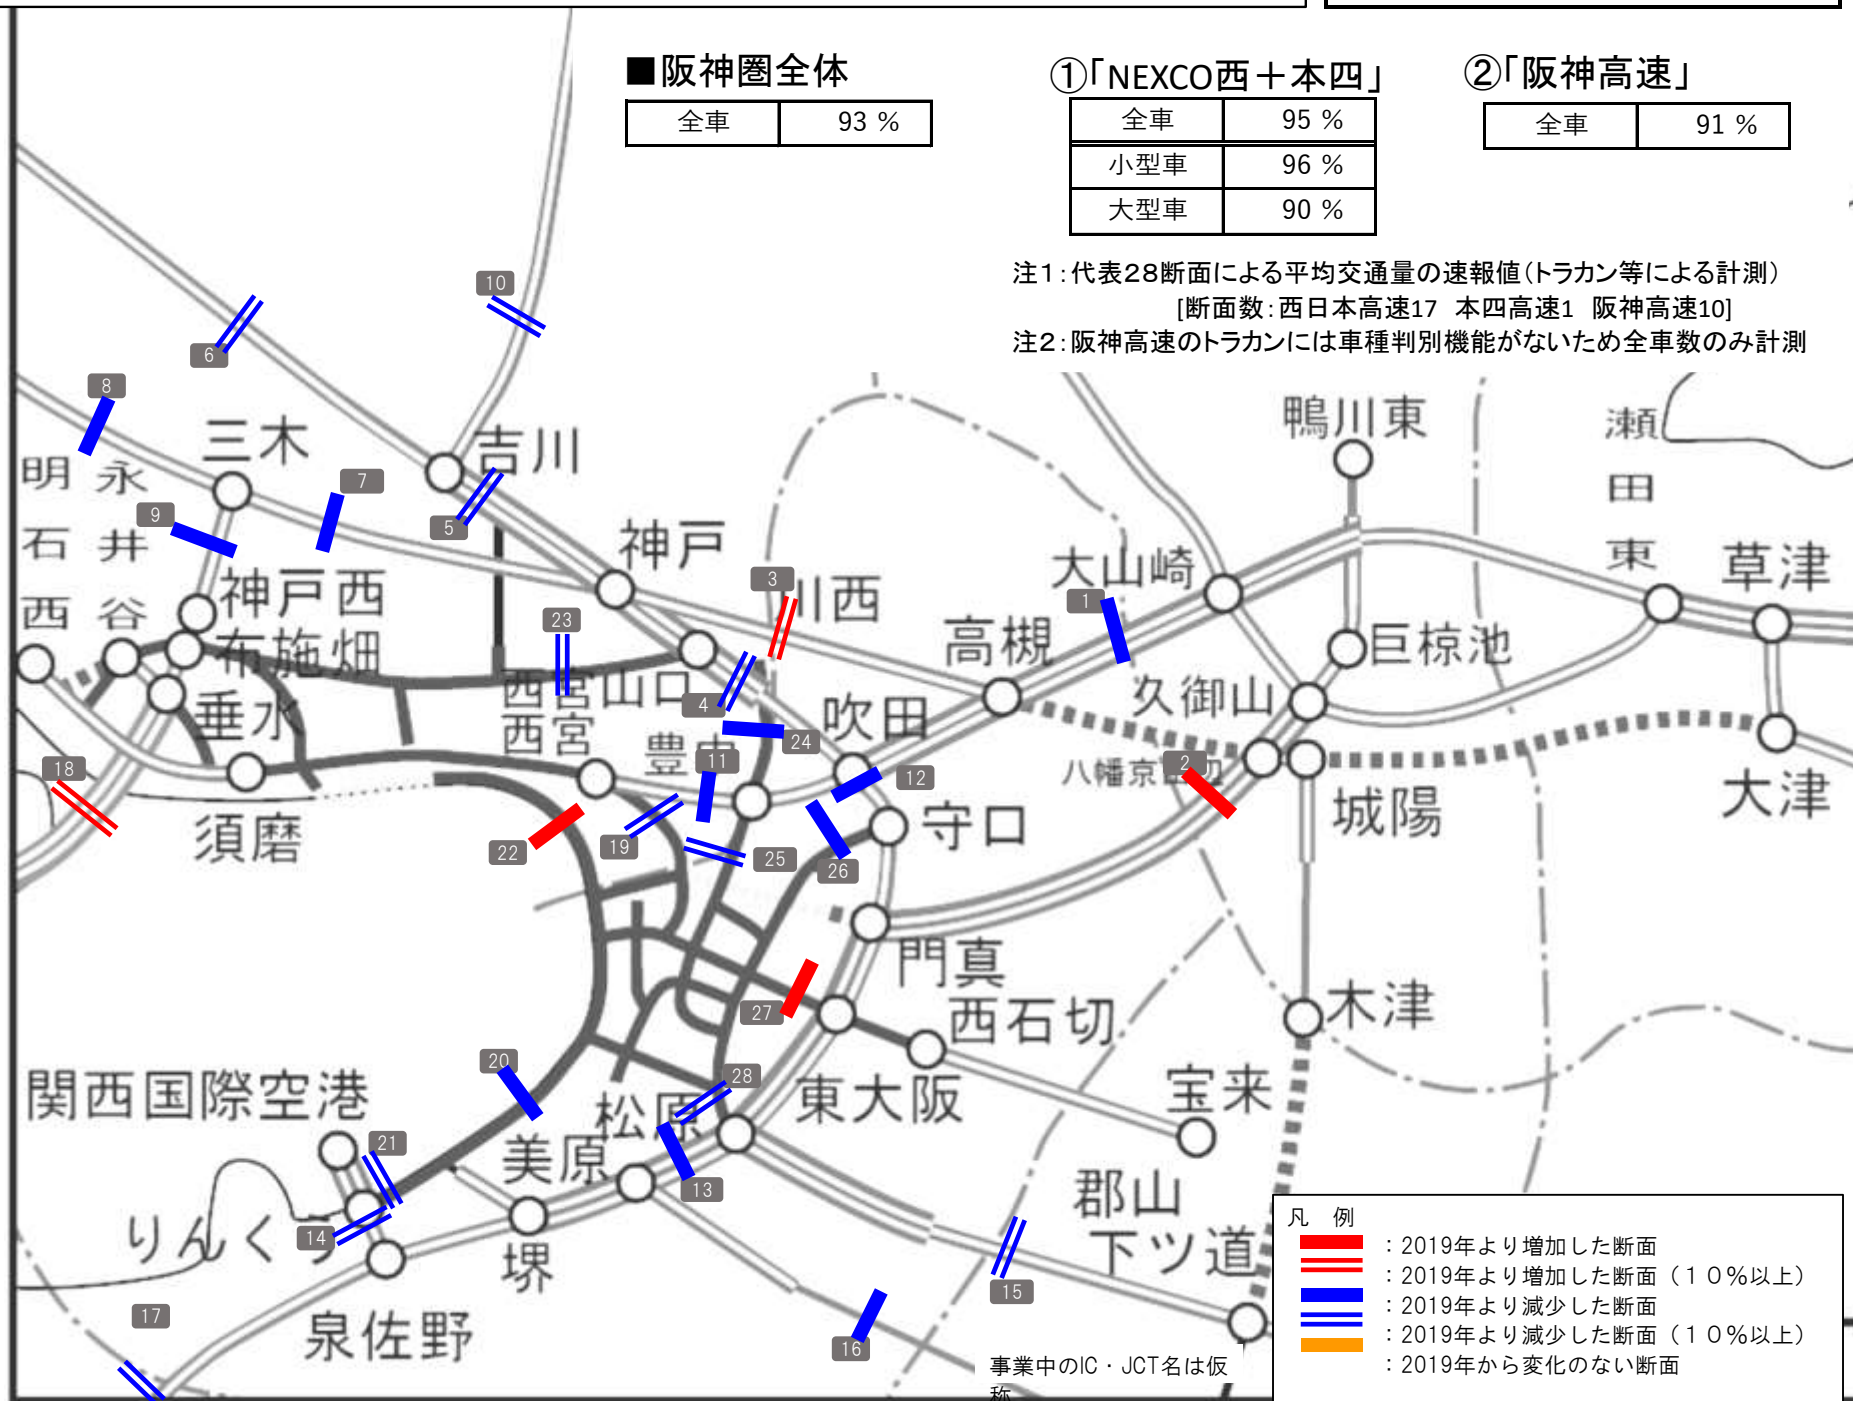 ■阪神圏全体
全車 93 %
①「NEXCO西＋本四」
全車 95 %
小型車 96 %
大型車 90 %
②「阪神高速」
全車 91 %
注１：代表28断面による平均交通量の速報値（トラカン等による計測）
[断面数：西日本高速17 本四高速1 阪神高速10]
注２：阪神高速のトラカンには車種判別機能がないため全車数のみ計測
10
6
8
三木
吉川
鴨川東
瀬田東
明石西
永井谷
7
9
5
神戸
神戸西
布施畑
23
3
川西
大山崎
1
草津
高槻
巨椋池
西宮山口
西宮
4
久御山
垂水
吹田
24
豊中
11
12
八幡京田辺
2
18
須磨
22
19
25
26
守口
城陽
大津
門真
27
西石切
木津
20
28
関西国際空港
松原
東大阪
宝来
21
美原
13
郡山
下ツ道
14
りんくう
堺
15
17
泉佐野
16
事業中のIC・JCT名は仮
称
凡 例
：2019年より増加した断面
：2019年より増加した断面（１０％以上）
：2019年より減少した断面
：2019年より減少した断面（１０％以上）
：2019年から変化のない断面